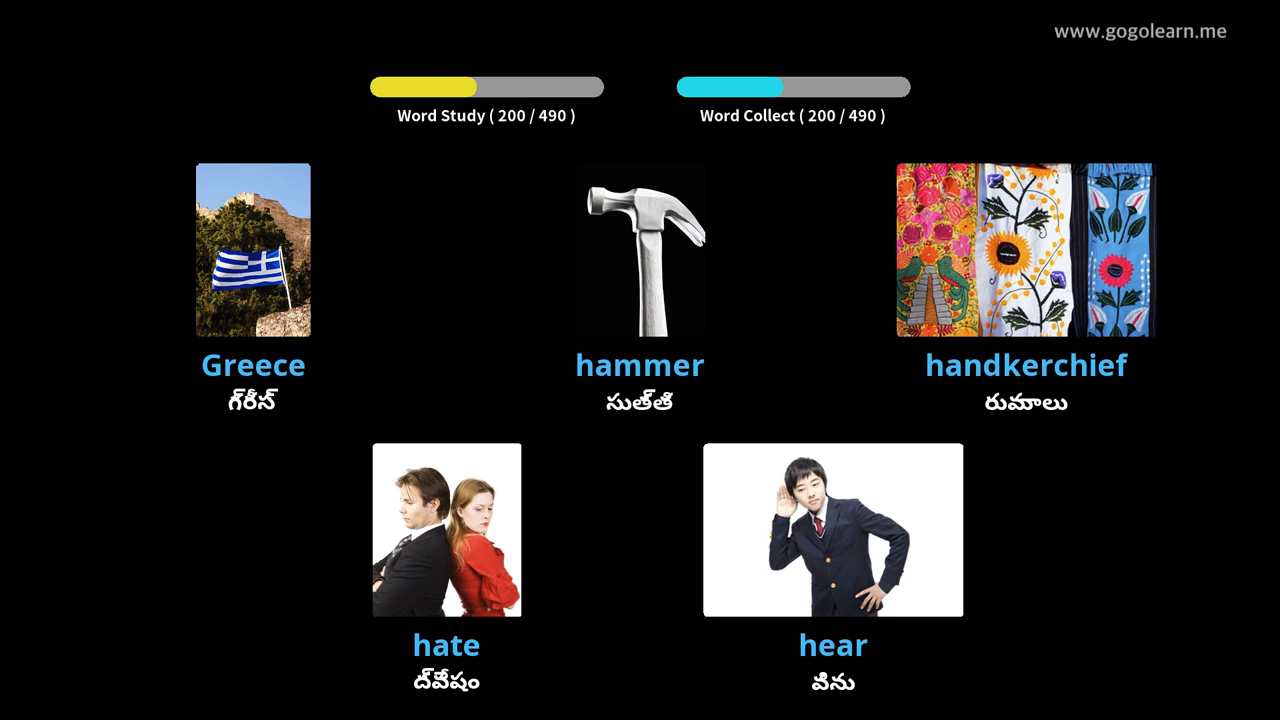 www.gogolearn.me
Word Study ( 200 / 490 )
Word Collect ( 200 / 490 )
Greece
hammer
handkerchief
గ్రీస్
సుత్తి
రుమాలు
hate
hear
ద్వేషం
విను